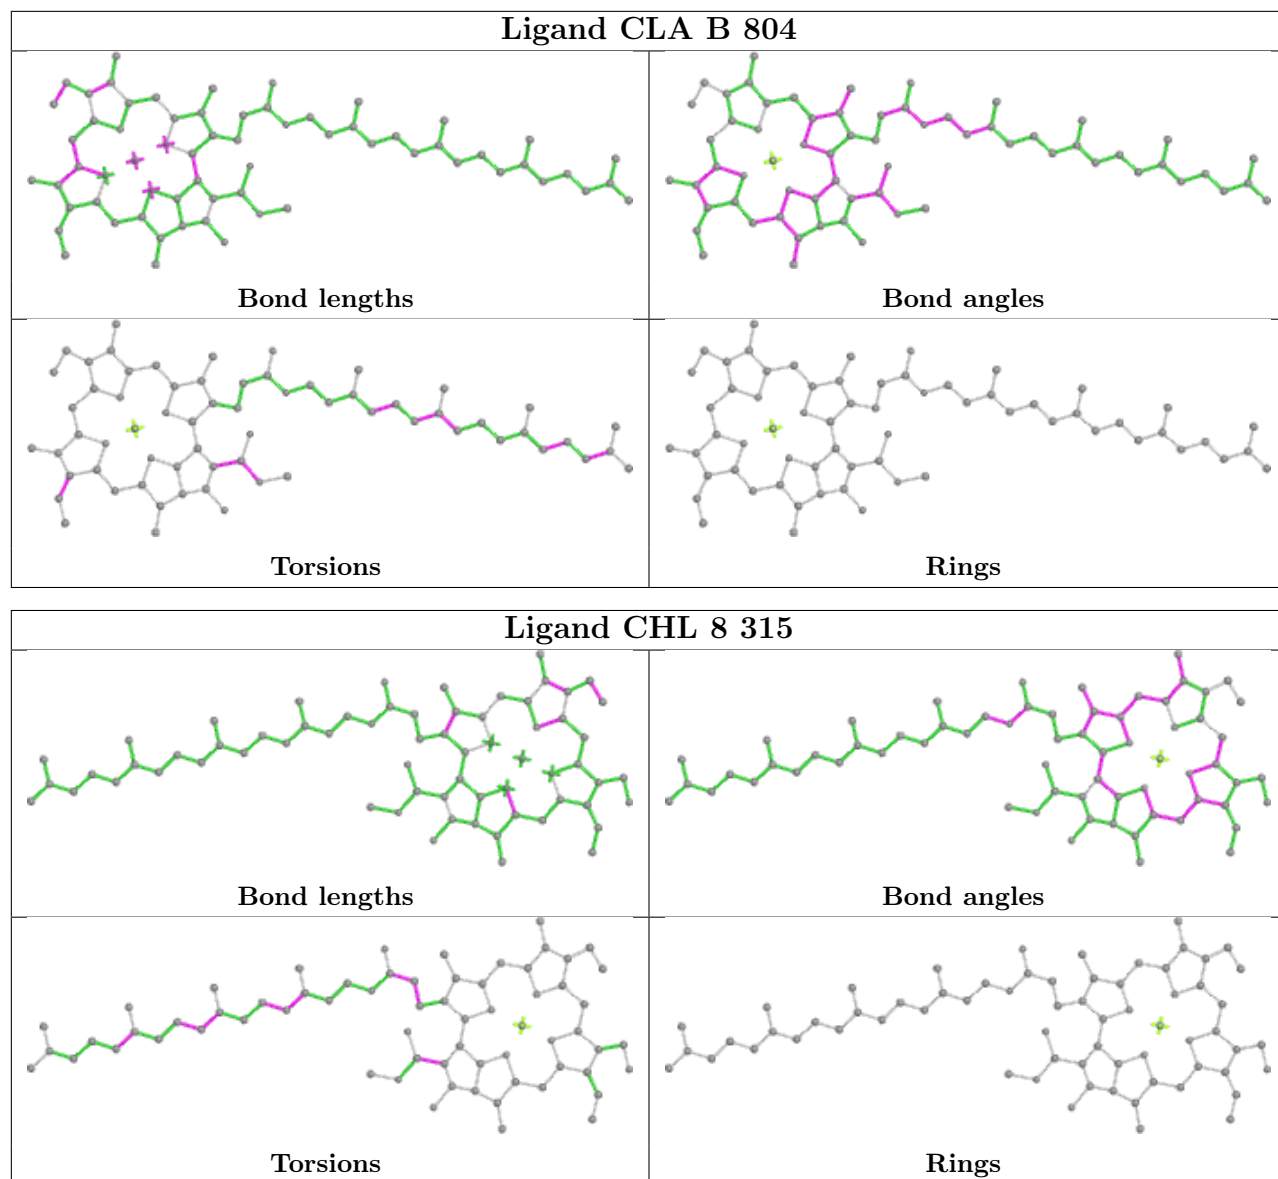 Ligand CLA B 804
Bond lengths
Bond angles
Torsions
Rings
Ligand CHL 8 315
Bond lengths
Bond angles
Torsions
Rings